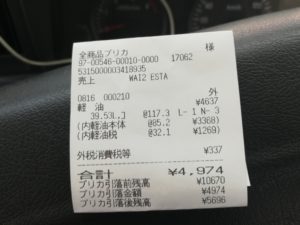 全商品プリカ 様
97-00546-00010-0000 17062
5315000003418935
売上 WAI2 ESTA
0816 000210 外
軽 油 ¥4637
39.53L @117.3 L- 1 N- 3
(内軽油本体 @85.2 ¥3368)
(内軽油税 @32.1 ¥1269)
外税消費税等 ¥337
合計 ¥4,974
プリカ引落前残高 ¥10670
プリカ引落金額 ¥4974
プリカ引落後残高 ¥5696